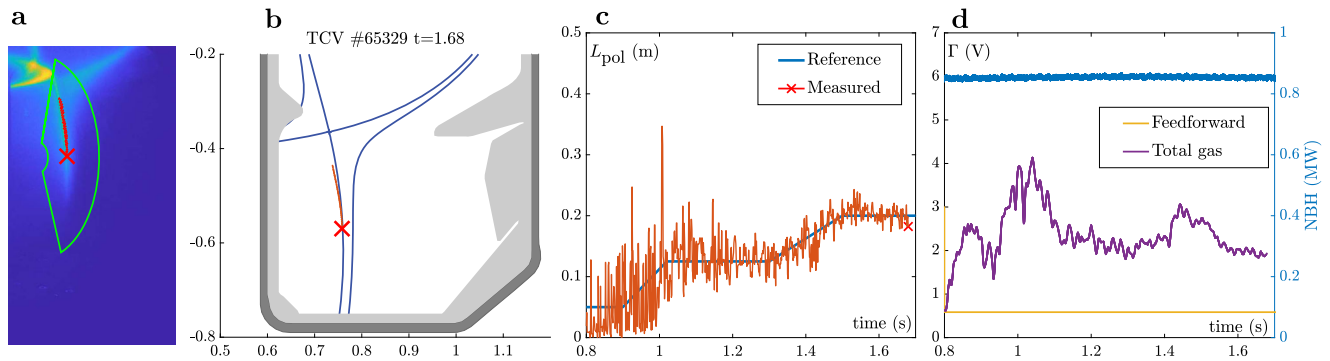 a
b
TCV #65329 t=1.68
-0.2
-0.4
-0.6
-0.8
0.5 0.6 0.7 0.8 0.9 1 1.1
c
L_pol (m)
Reference
Measured
0.5
0.4
0.3
0.2
0.1
0
time (s)
0.8 1 1.2 1.4 1.6
d
Γ (V)
7
6
5
4
3
2
1
0
Feedforward
Total gas
time (s)
0.8 1 1.2 1.4 1.6
1
0.8
0.6
0.4
0.2
0
NBH (MW)